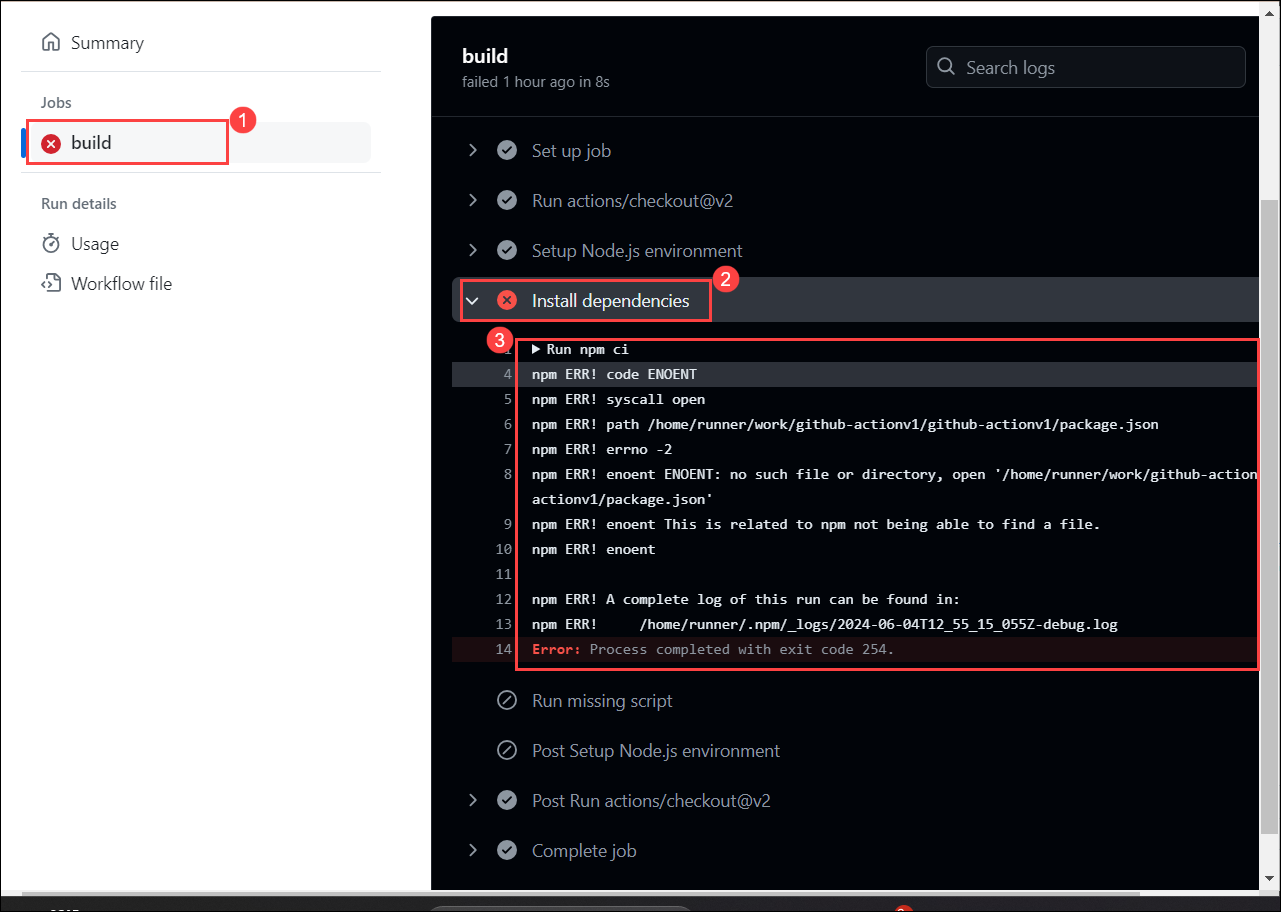 Summary
Jobs
build
1
Run details
Usage
Workflow file
build
failed 1 hour ago in 8s
Search logs
Set up job
Run actions/checkout@v2
Setup Node.js environment
Install dependencies
2
3
1 Run npm ci
4 npm ERR! code ENOENT
5 npm ERR! syscall open
6 npm ERR! path /home/runner/work/github-actionv1/github-actionv1/package.json
7 npm ERR! errno -2
8 npm ERR! enoent ENOENT: no such file or directory, open '/home/runner/work/github-action
actionv1/package.json'
9 npm ERR! enoent This is related to npm not being able to find a file.
10 npm ERR! enoent
11
12 npm ERR! A complete log of this run can be found in:
13 npm ERR!     /home/runner/.npm/_logs/2024-06-04T12_55_15_055Z-debug.log
14 Error: Process completed with exit code 254.
Run missing script
Post Setup Node.js environment
Post Run actions/checkout@v2
Complete job